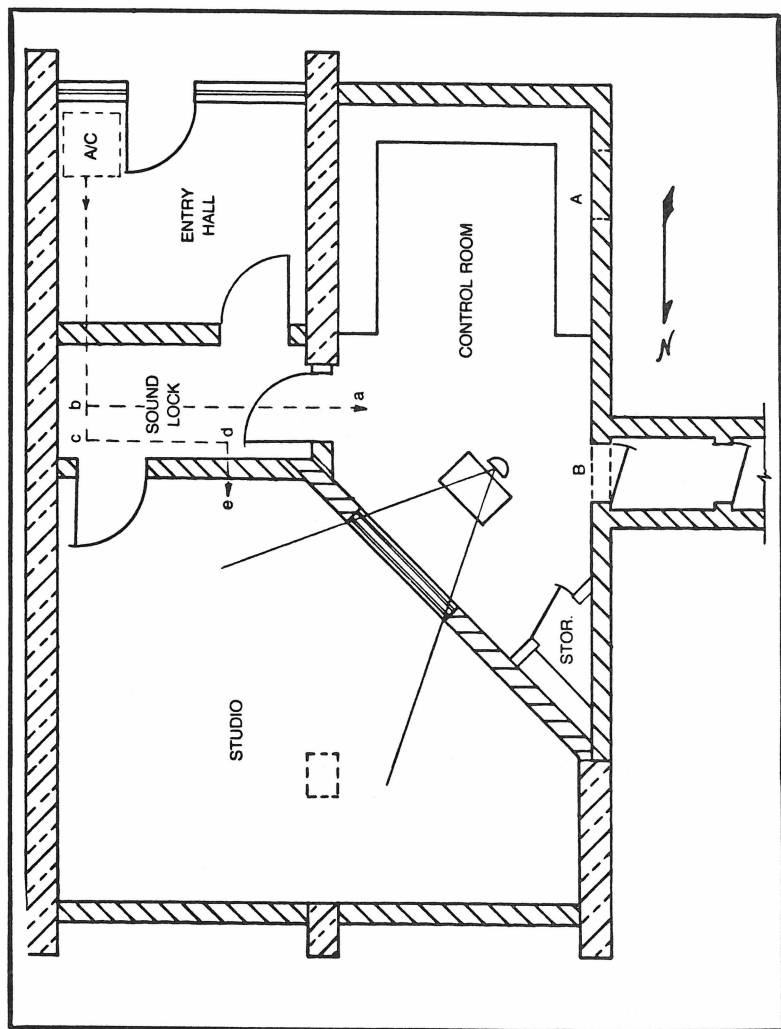 A/C
ENTRY
HALL
SOUND
LOCK
CONTROL ROOM
STUDIO
STOR.
A
B
a
b
c
d
e
N